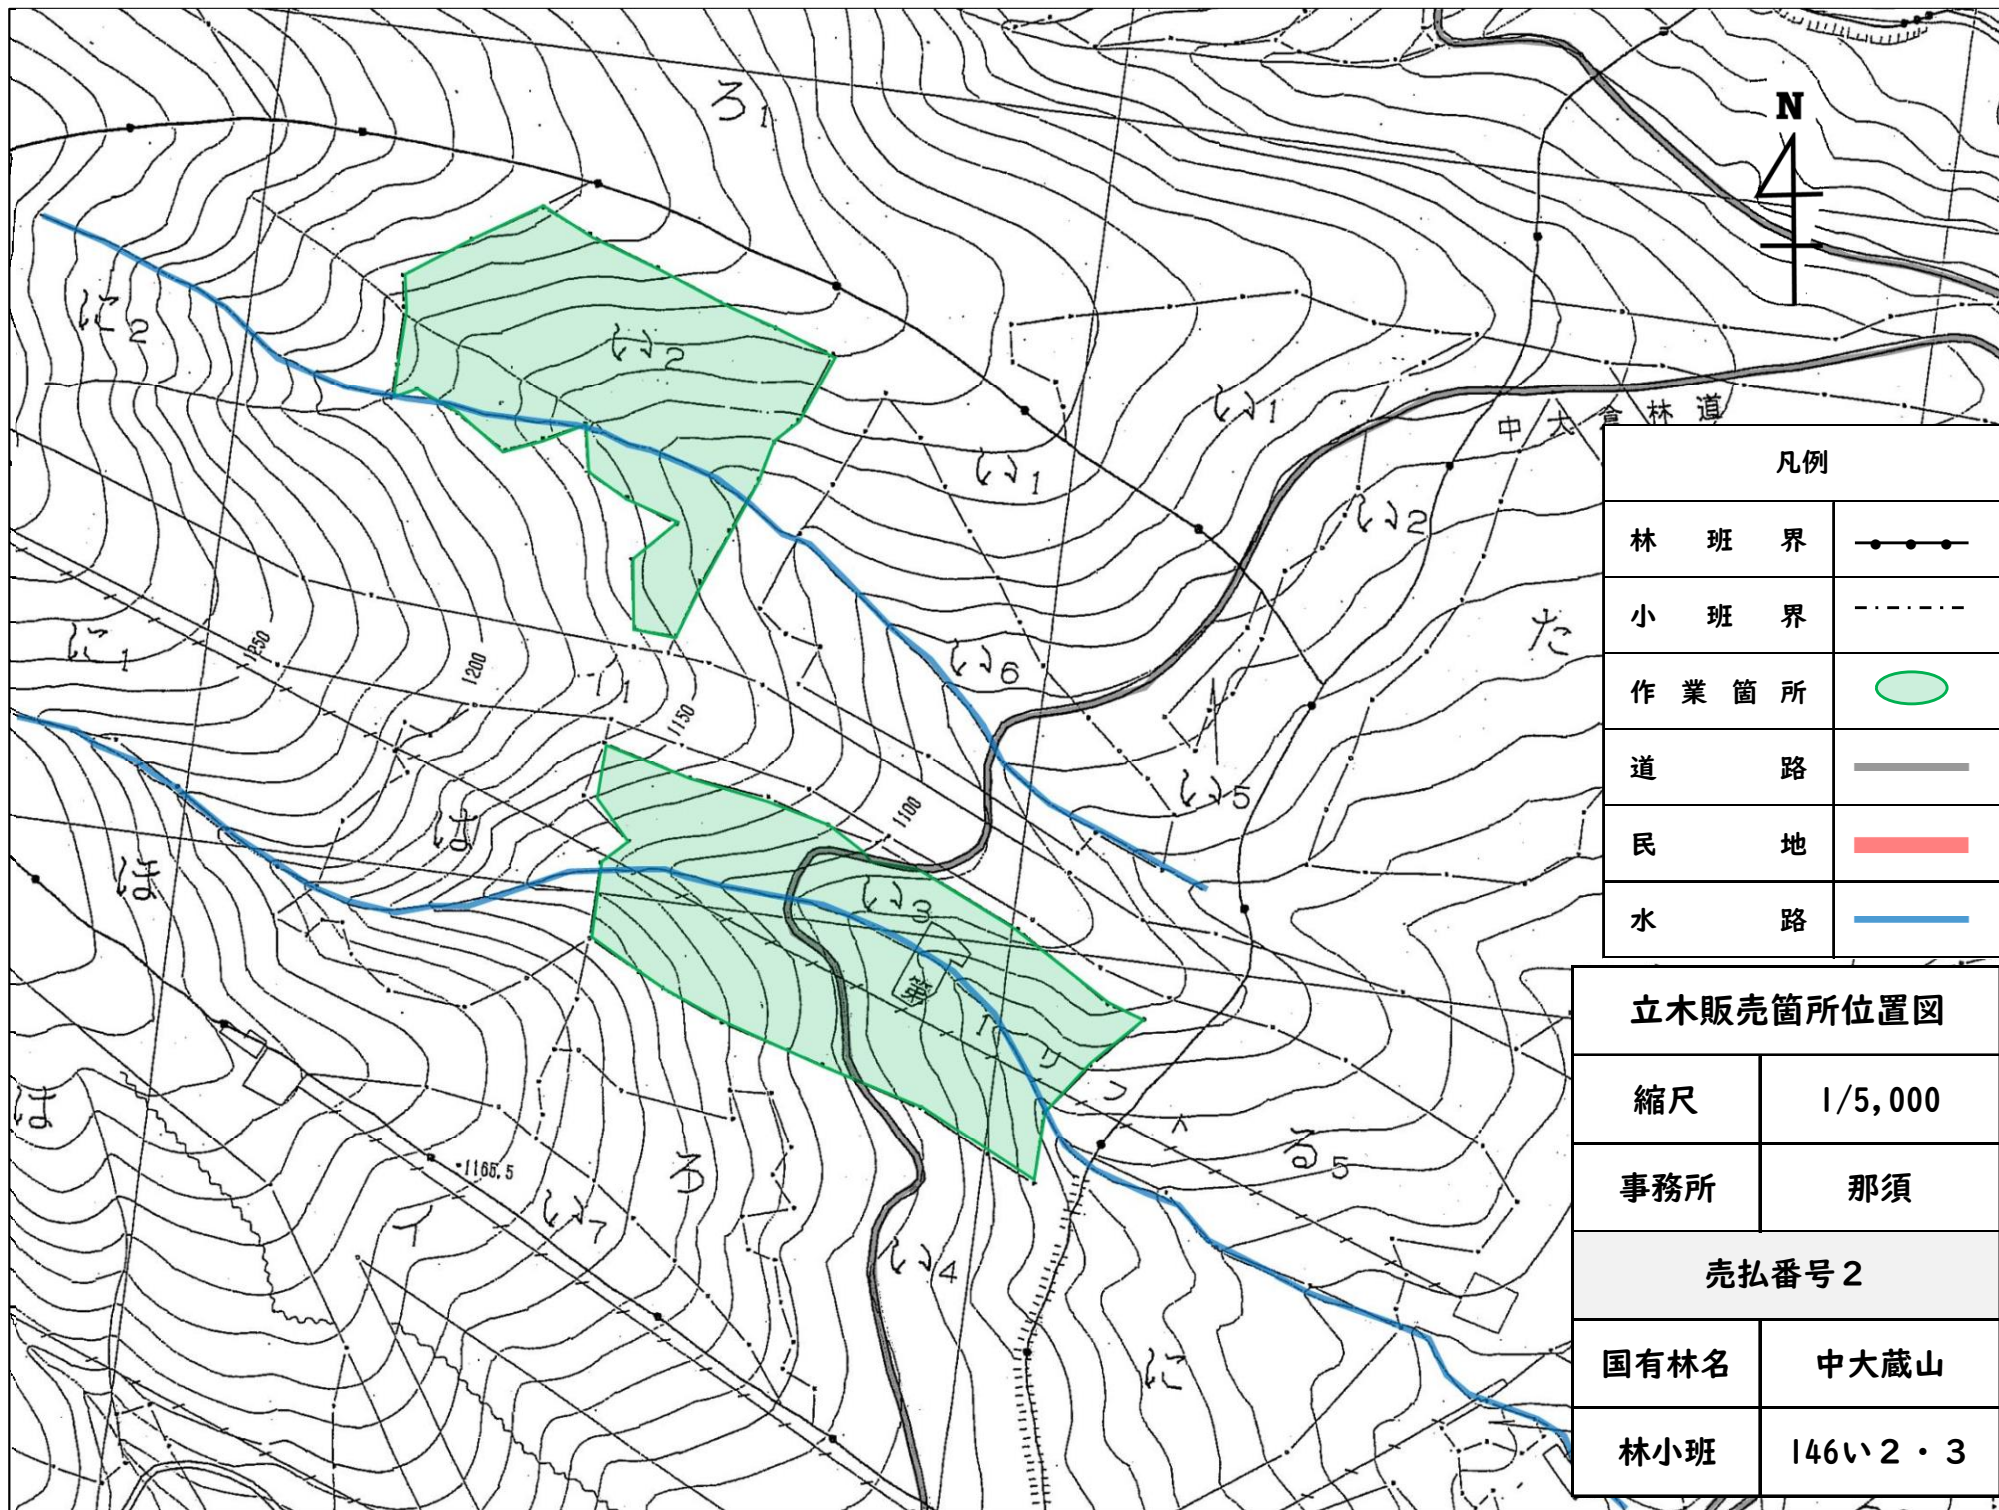 ろ1
N
に2
い2
い1
い1
中大倉林道
い2
た
に1
1250
1200
1150
1100
い6
い5
い3
は
ほ
ほ
る5
1165.5
ろ
イ
い7
い4
に
凡例
林班界
小班界
作業箇所
道路
民地
水路
立木販売箇所位置図
縮尺 1/5,000
事務所 那須
売払番号2
国有林名 中大蔵山
林小班 146い2・3